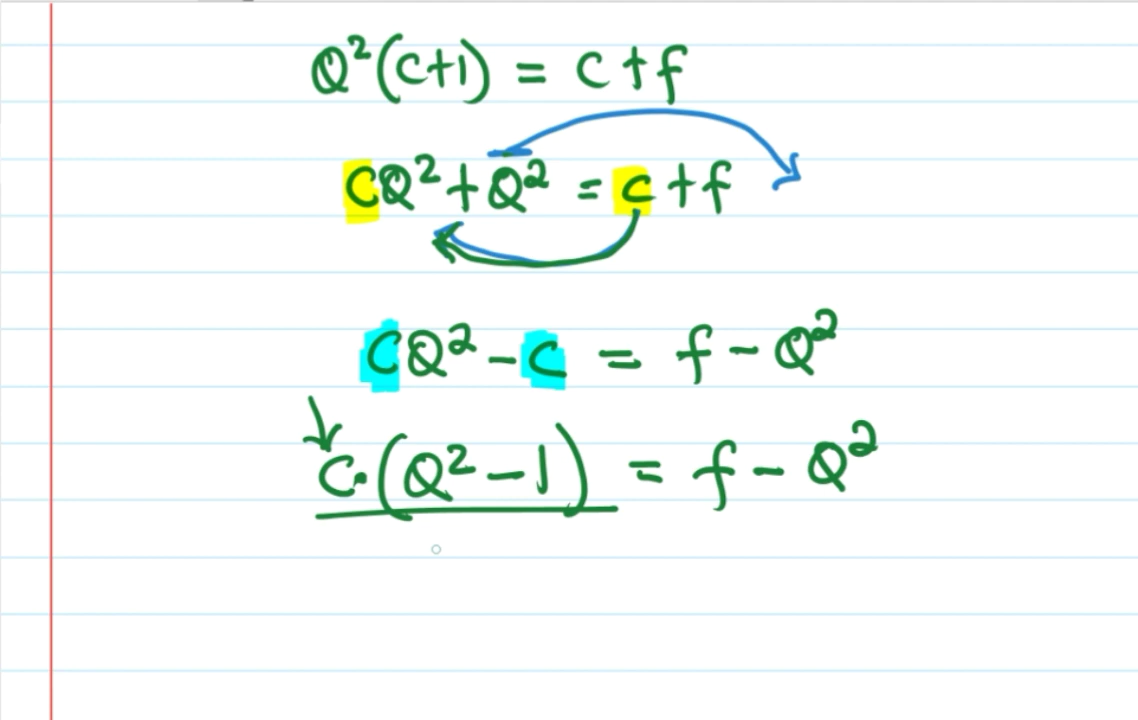 Q²(C+1) = C+f
CQ²+Q² = C+f
CQ²-C = f-Q²
C·(Q²-1) = f-Q²